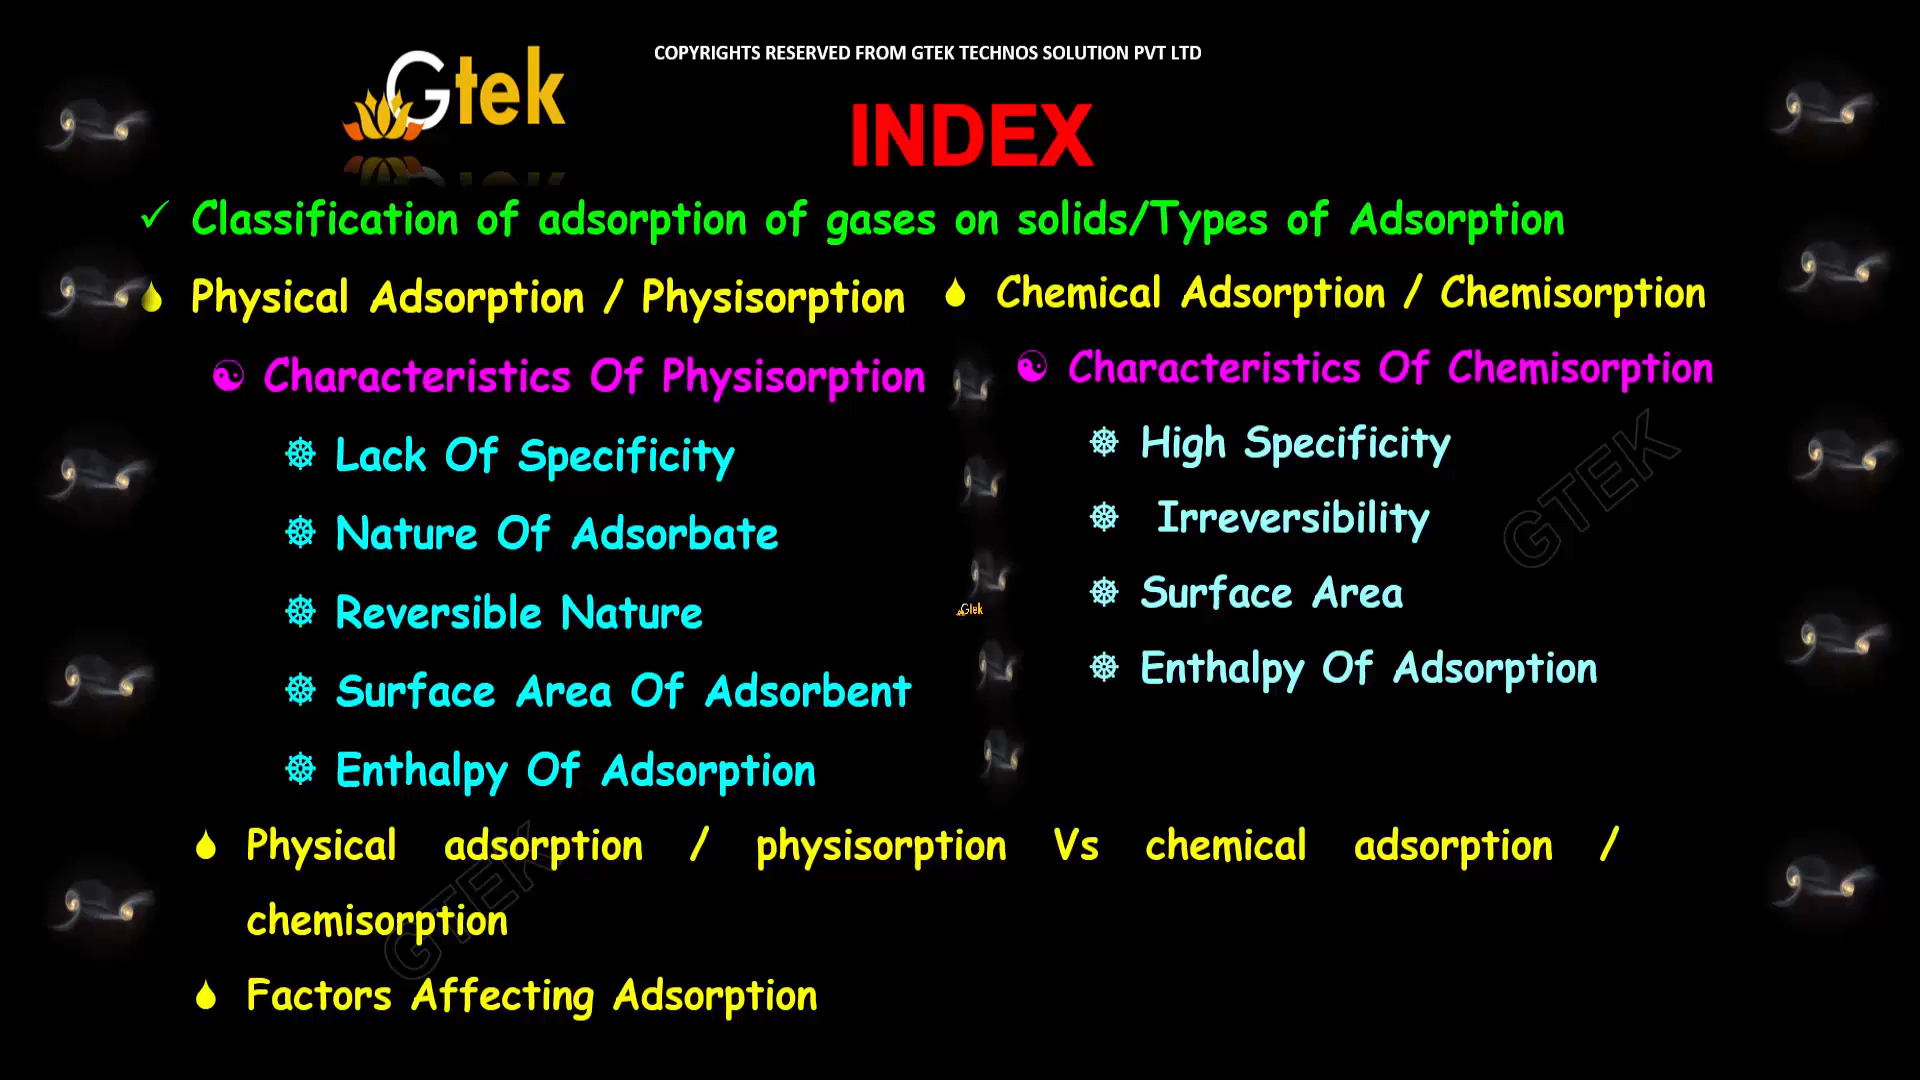 Gtek
COPYRIGHTS RESERVED FROM GTEK TECHNOS SOLUTION PVT LTD
INDEX
✓ Classification of adsorption of gases on solids/Types of Adsorption
Physical Adsorption / Physisorption
☯ Characteristics Of Physisorption
☸ Lack Of Specificity
☸ Nature Of Adsorbate
☸ Reversible Nature
☸ Surface Area Of Adsorbent
☸ Enthalpy Of Adsorption
Chemical Adsorption / Chemisorption
☯ Characteristics Of Chemisorption
☸ High Specificity
☸ Irreversibility
☸ Surface Area
☸ Enthalpy Of Adsorption
Gtek
Physical adsorption / physisorption Vs chemical adsorption /
chemisorption
Factors Affecting Adsorption
GTEK
GTEK